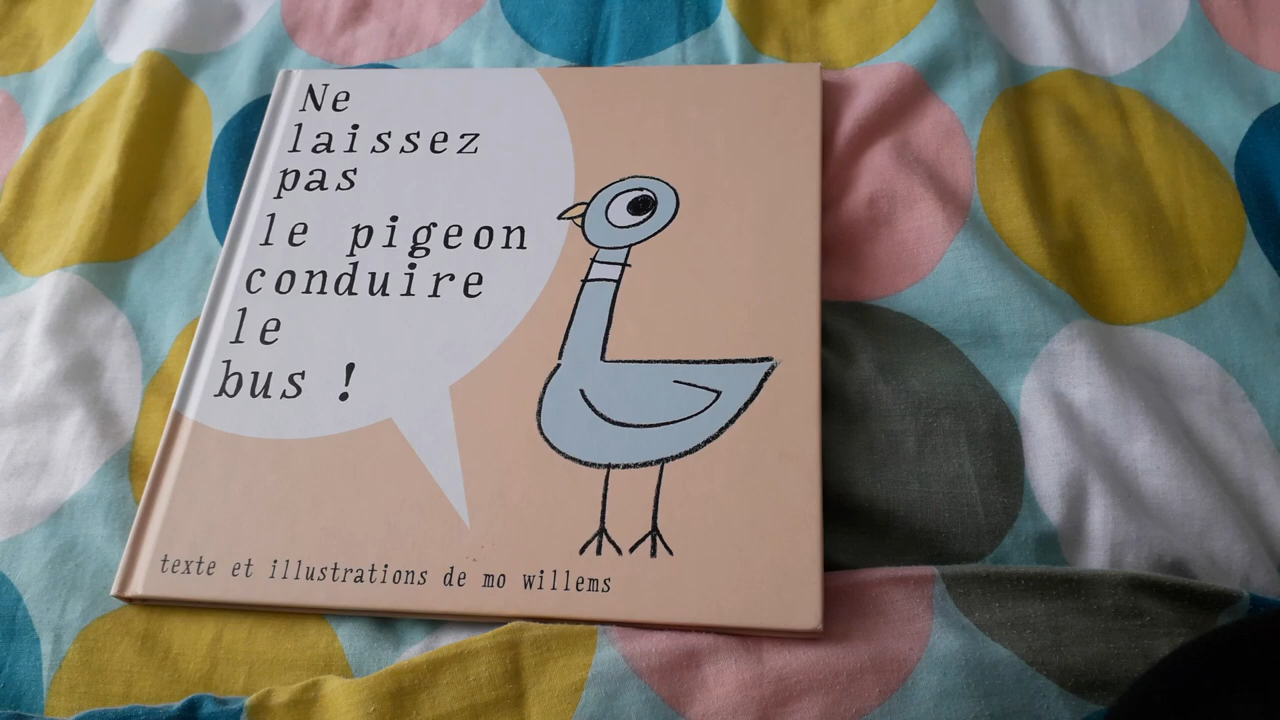 Ne
laissez
pas
le pigeon
conduire
le
bus !
texte et illustrations de mo willems